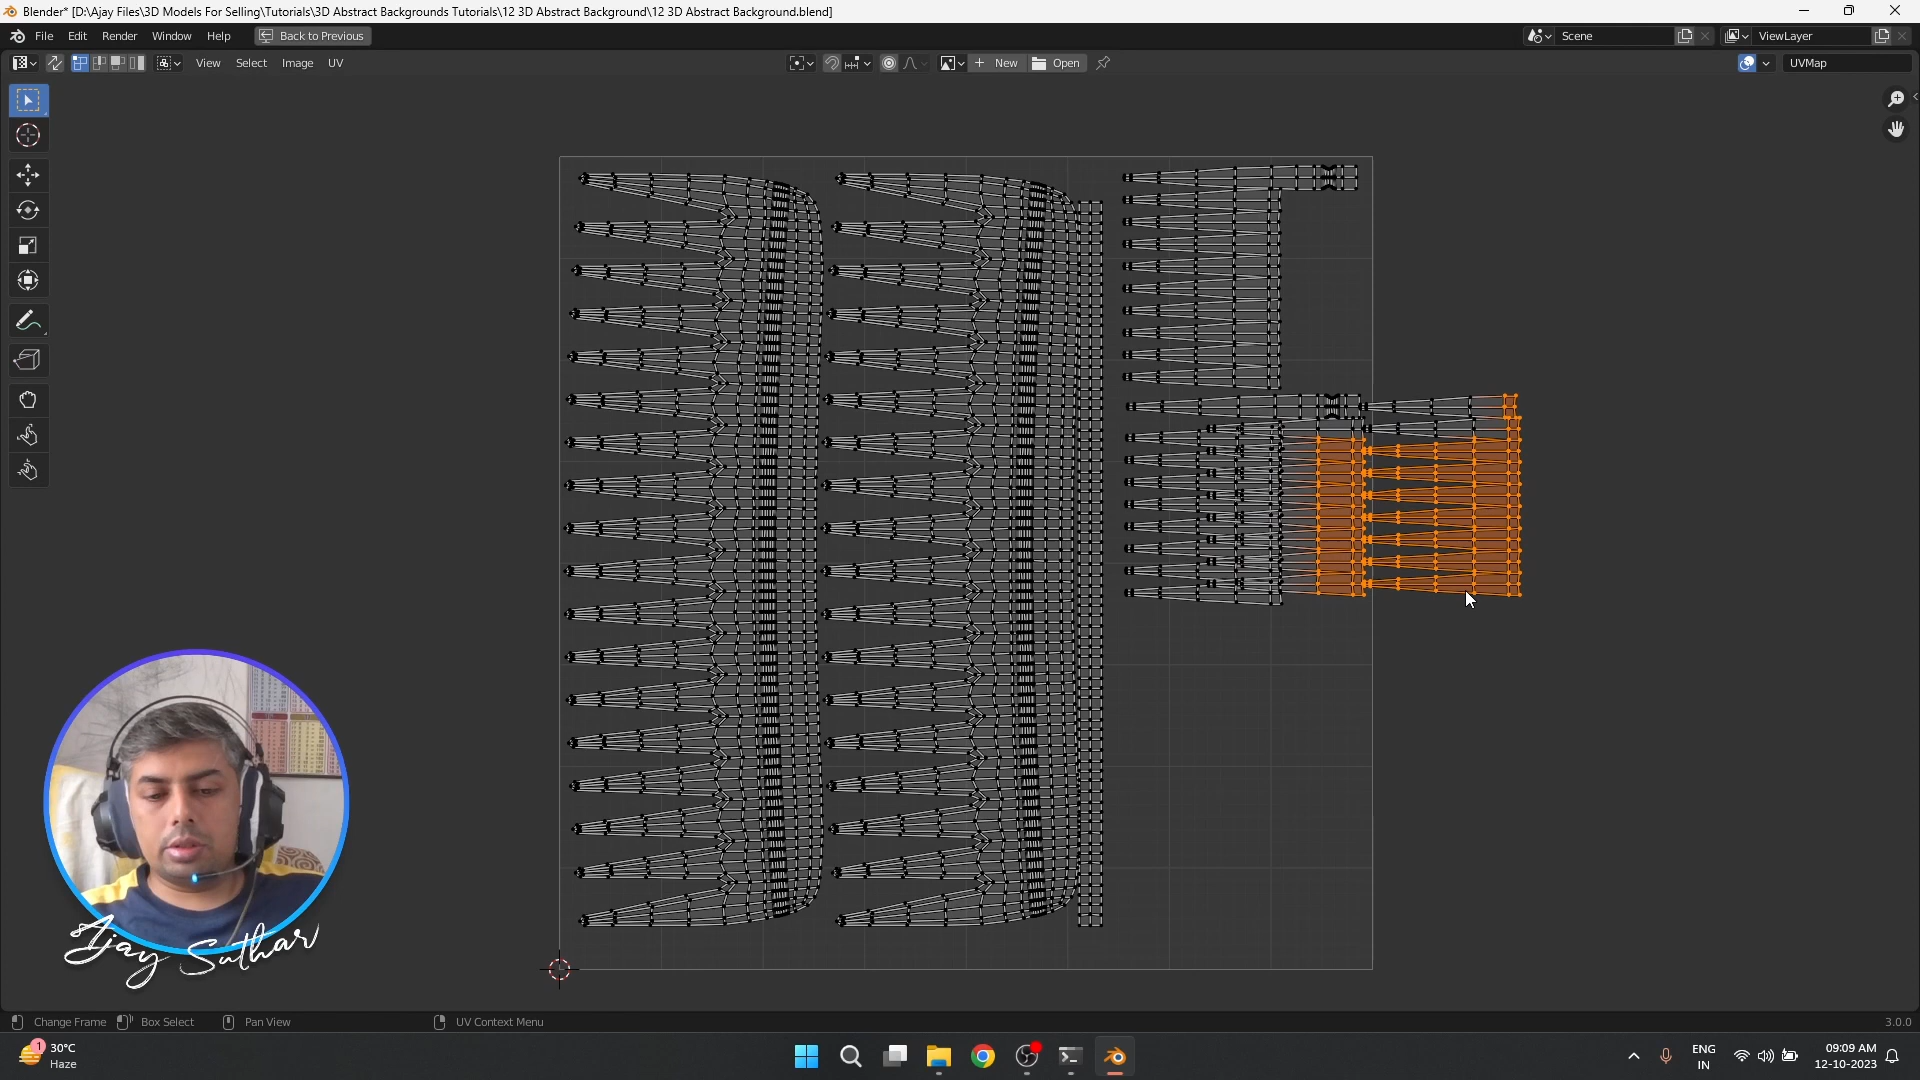 Blender* [D:\Ajay Files\3D Models For Selling\Tutorials\3D Abstract Backgrounds Tutorials\12 3D Abstract Background\12 3D Abstract Background.blend]
File Edit Render Window Help Back to Previous Scene ViewLayer
View Select Image UV New Open UVMap
Ajay Suthar
Change Frame Box Select Pan View UV Context Menu 3.0.0
1 30°C
Haze
ENG
IN
09:09 AM
12-10-2023